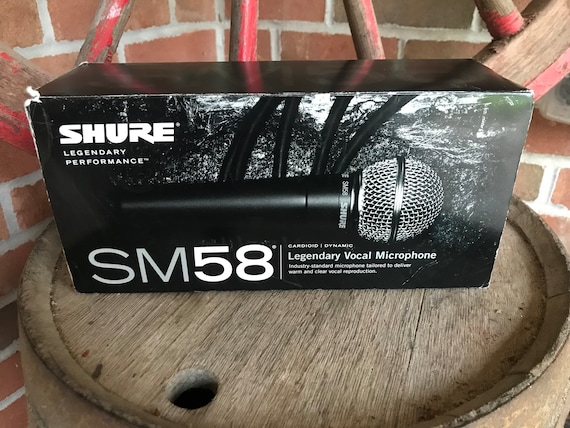 SHURE
LEGENDARY
PERFORMANCE™
SHURE
SM58®
CARDIOID | DYNAMIC
Legendary Vocal Microphone
Industry-standard microphone tailored to deliver
warm and clear vocal reproduction.